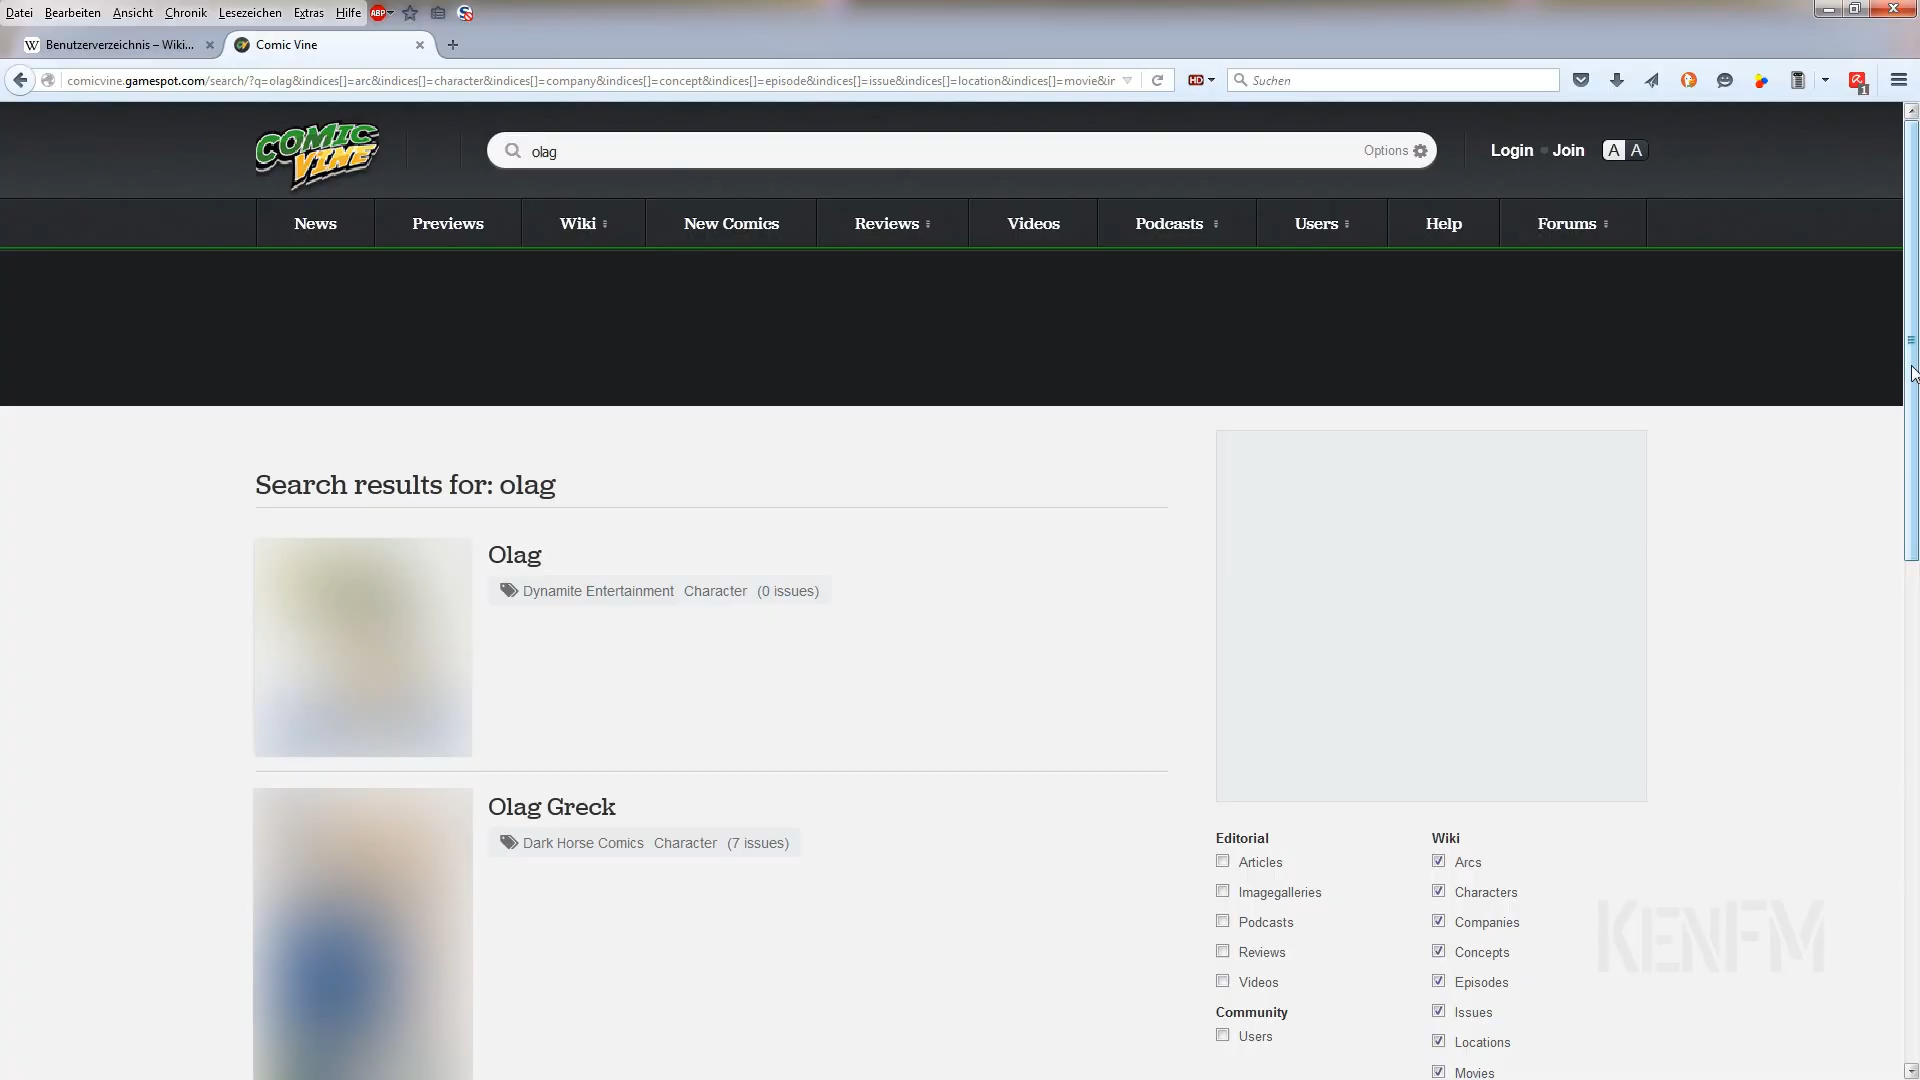 Datei Bearbeiten Ansicht Chronik Lesezeichen Extras Hilfe ABP
W Benutzerverzeichnis – Wiki... Comic Vine
comicvine.gamespot.com/search/?q=olag&indices[]=arc&indices[]=character&indices[]=company&indices[]=concept&indices[]=episode&indices[]=issue&indices[]=location&indices[]=movie&ir HD Suchen 1
COMIC VINE olag Options Login Join A A
News Previews Wiki New Comics Reviews Videos Podcasts Users Help Forums
Search results for: olag
Olag
Dynamite Entertainment Character (0 issues)
Olag Greck
Dark Horse Comics Character (7 issues)
Editorial
Articles
Imagegalleries
Podcasts
Reviews
Videos
Community
Users
Wiki
Arcs
Characters
Companies
Concepts
Episodes
Issues
Locations
Movies
KENFM